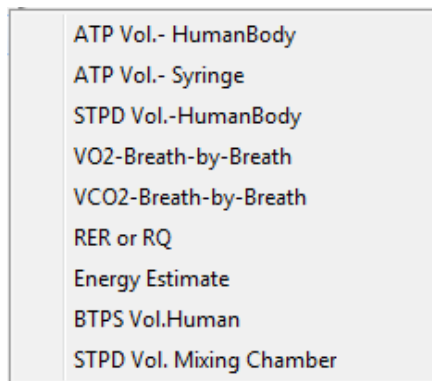 ATP Vol.- HumanBody
ATP Vol.- Syringe
STPD Vol.-HumanBody
VO2-Breath-by-Breath
VCO2-Breath-by-Breath
RER or RQ
Energy Estimate
BTPS Vol.Human
STPD Vol. Mixing Chamber